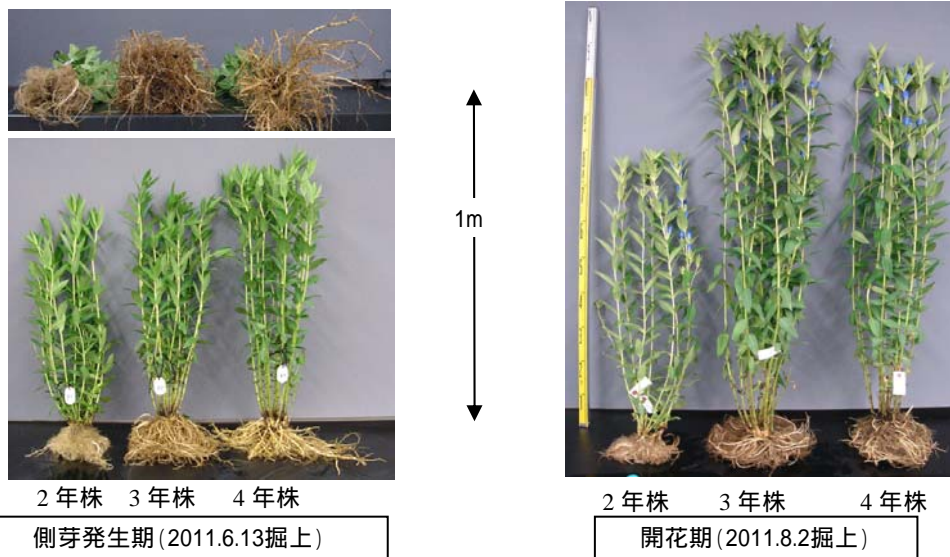 1m
2 年株 3 年株 4 年株
側芽発生期(2011.6.13掘上)
2 年株 3 年株 4 年株
開花期(2011.8.2掘上)